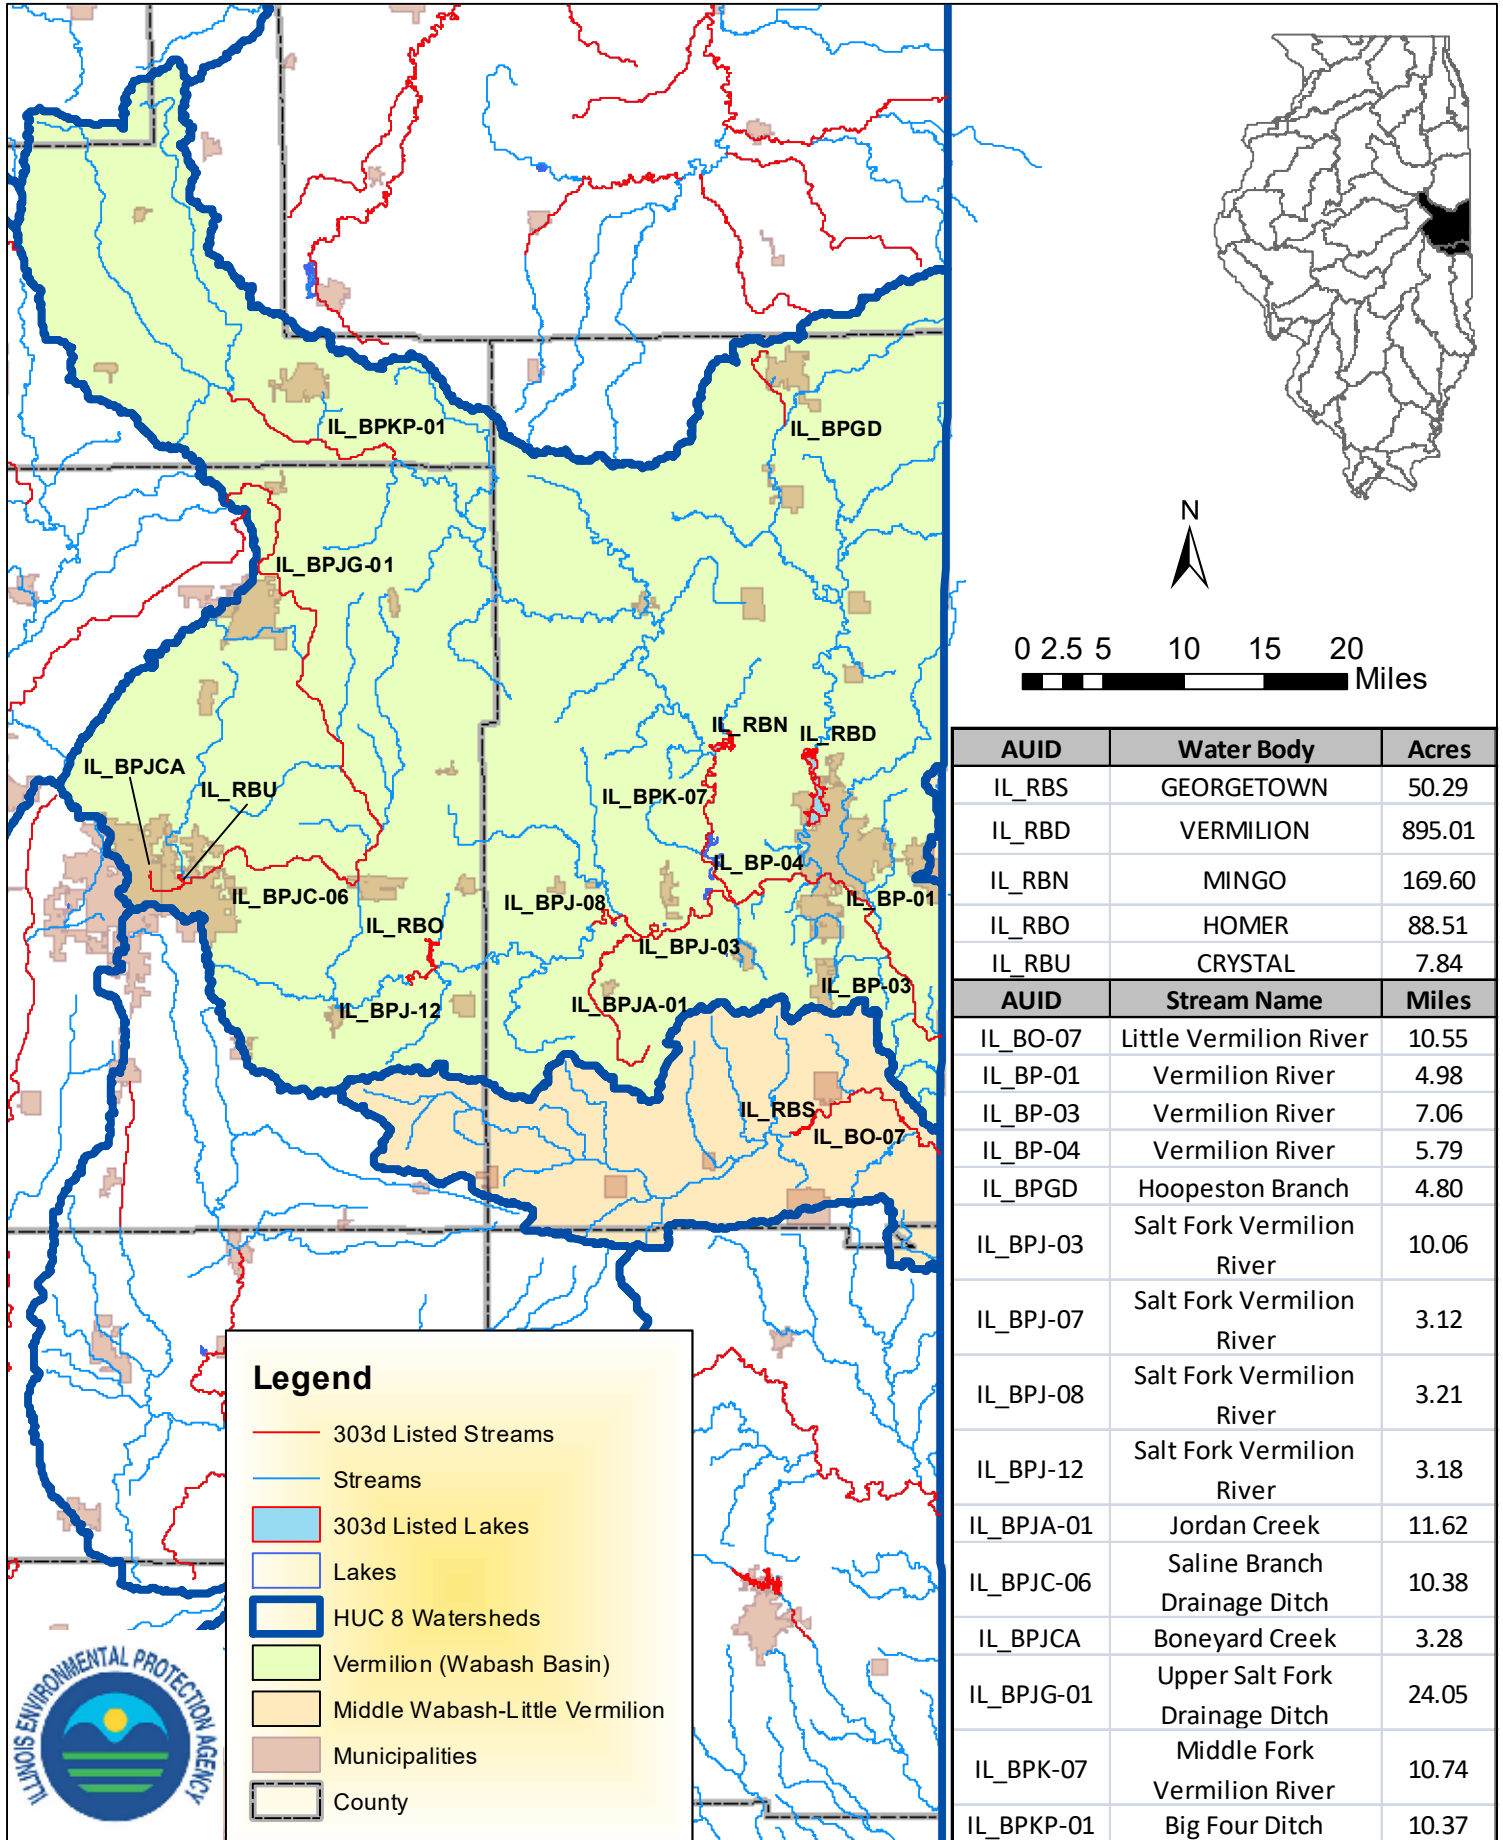 IL_BPKP-01
IL_BPGD
IL_BPJG-01
IL_RBN
IL_RBD
IL_BPJCA
IL_RBU
IL_BPK-07
IL_BP-04
IL_BPJC-06
IL_BPJ-08
IL_BP-01
IL_RBO
IL_BPJ-03
IL_BP-03
IL_BPJ-12
IL_BPJA-01
IL_RBS
IL_BO-07
N
0 2.5 5 10 15 20
Miles
AUID Water Body Acres
IL_RBS GEORGETOWN 50.29
IL_RBD VERMILION 895.01
IL_RBN MINGO 169.60
IL_RBO HOMER 88.51
IL_RBU CRYSTAL 7.84
AUID Stream Name Miles
IL_BO-07 Little Vermilion River 10.55
IL_BP-01 Vermilion River 4.98
IL_BP-03 Vermilion River 7.06
IL_BP-04 Vermilion River 5.79
IL_BPGD Hoopeston Branch 4.80
IL_BPJ-03 Salt Fork Vermilion
River 10.06
IL_BPJ-07 Salt Fork Vermilion
River 3.12
IL_BPJ-08 Salt Fork Vermilion
River 3.21
IL_BPJ-12 Salt Fork Vermilion
River 3.18
IL_BPJA-01 Jordan Creek 11.62
IL_BPJC-06 Saline Branch
Drainage Ditch 10.38
IL_BPJCA Boneyard Creek 3.28
IL_BPJG-01 Upper Salt Fork
Drainage Ditch 24.05
IL_BPK-07 Middle Fork
Vermilion River 10.74
IL_BPKP-01 Big Four Ditch 10.37
Legend
303d Listed Streams
Streams
303d Listed Lakes
Lakes
HUC 8 Watersheds
Vermilion (Wabash Basin)
Middle Wabash-Little Vermilion
Municipalities
County
ILLINOIS ENVIRONMENTAL PROTECTION AGENCY